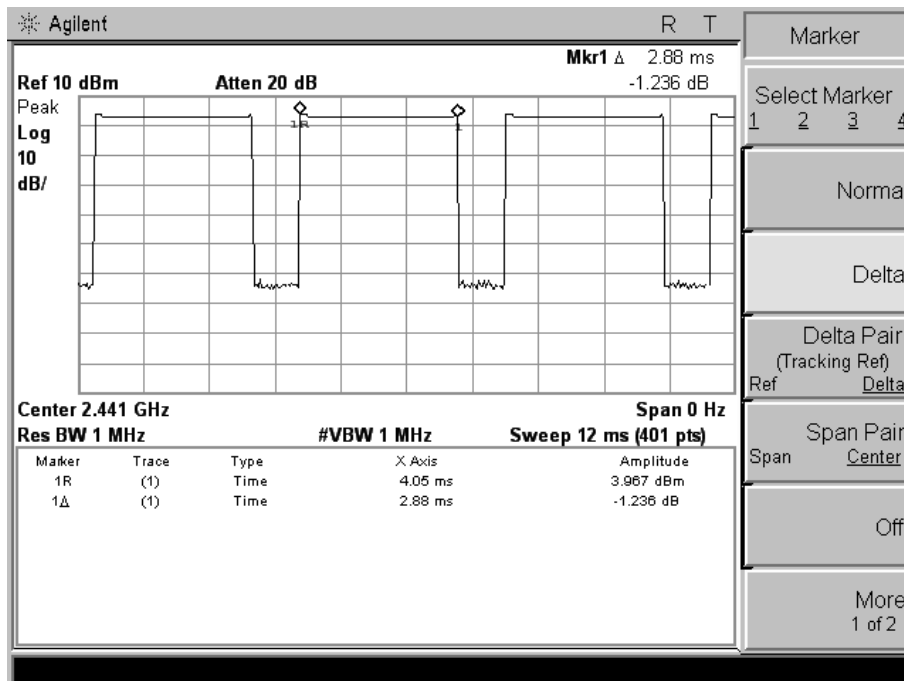 Agilent R T
Mkr1 Δ 2.88 ms
Ref 10 dBm Atten 20 dB -1.236 dB
Peak
Log
10
dB/
1R
1
Center 2.441 GHz Span 0 Hz
Res BW 1 MHz #VBW 1 MHz Sweep 12 ms (401 pts)
Marker Trace Type X Axis Amplitude
1R (1) Time 4.05 ms 3.967 dBm
1Δ (1) Time 2.88 ms -1.236 dB
Marker
Select Marker
1 2 3 4
Norma
Delta
Delta Pair
(Tracking Ref)
Ref Delta
Span Pair
Span Center
Off
More
1 of 2